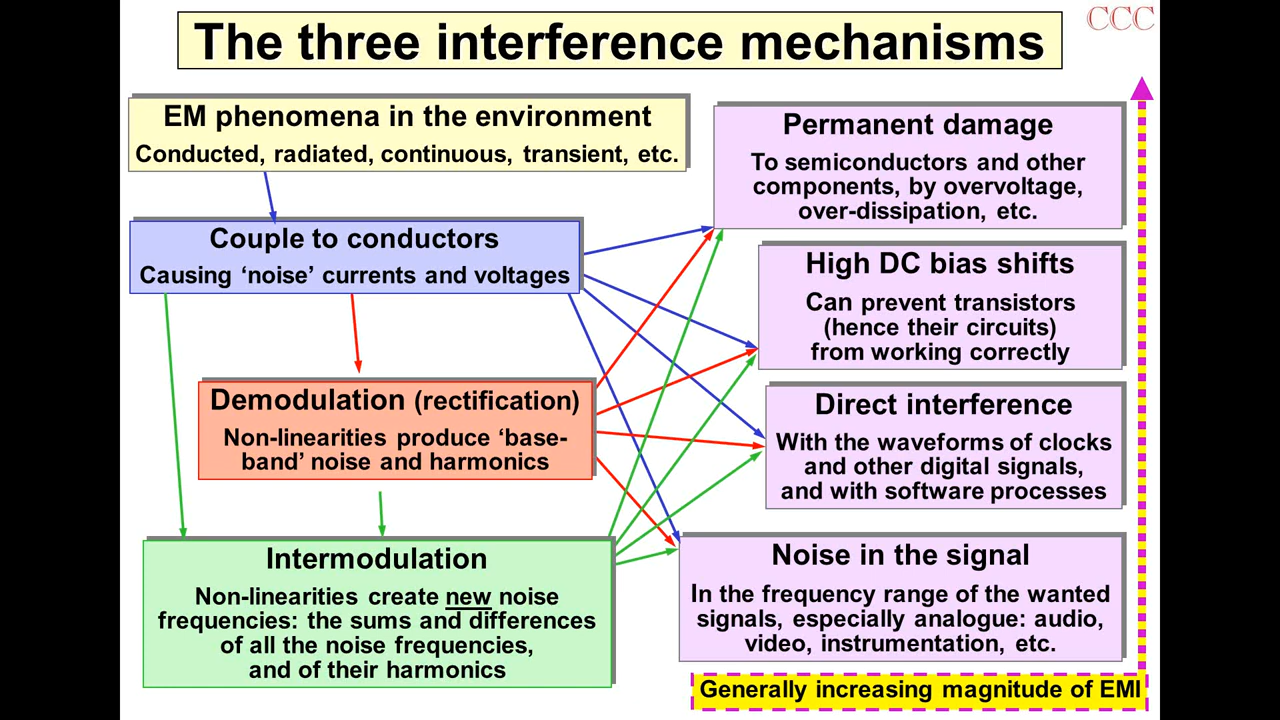 The three interference mechanisms
CCC
EM phenomena in the environment
Conducted, radiated, continuous, transient, etc.
Couple to conductors
Causing ‘noise’ currents and voltages
Demodulation (rectification)
Non-linearities produce ‘base-
band’ noise and harmonics
Intermodulation
Non-linearities create new noise
frequencies: the sums and differences
of all the noise frequencies,
and of their harmonics
Permanent damage
To semiconductors and other
components, by overvoltage,
over-dissipation, etc.
High DC bias shifts
Can prevent transistors
(hence their circuits)
from working correctly
Direct interference
With the waveforms of clocks
and other digital signals,
and with software processes
Noise in the signal
In the frequency range of the wanted
signals, especially analogue: audio,
video, instrumentation, etc.
Generally increasing magnitude of EMI